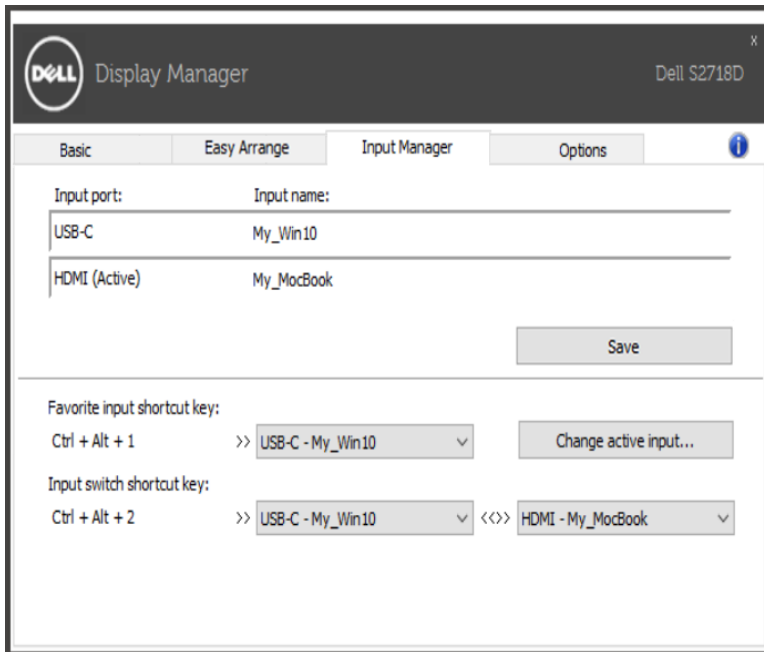 DELL Display Manager Dell S2718D x
Basic Easy Arrange Input Manager Options i
Input port: Input name:
USB-C My_Win10
HDMI (Active) My_MocBook
Save
Favorite input shortcut key:
Ctrl + Alt + 1 >> USB-C - My_Win10 Change active input...
Input switch shortcut key:
Ctrl + Alt + 2 >> USB-C - My_Win10 <<>> HDMI - My_MocBook